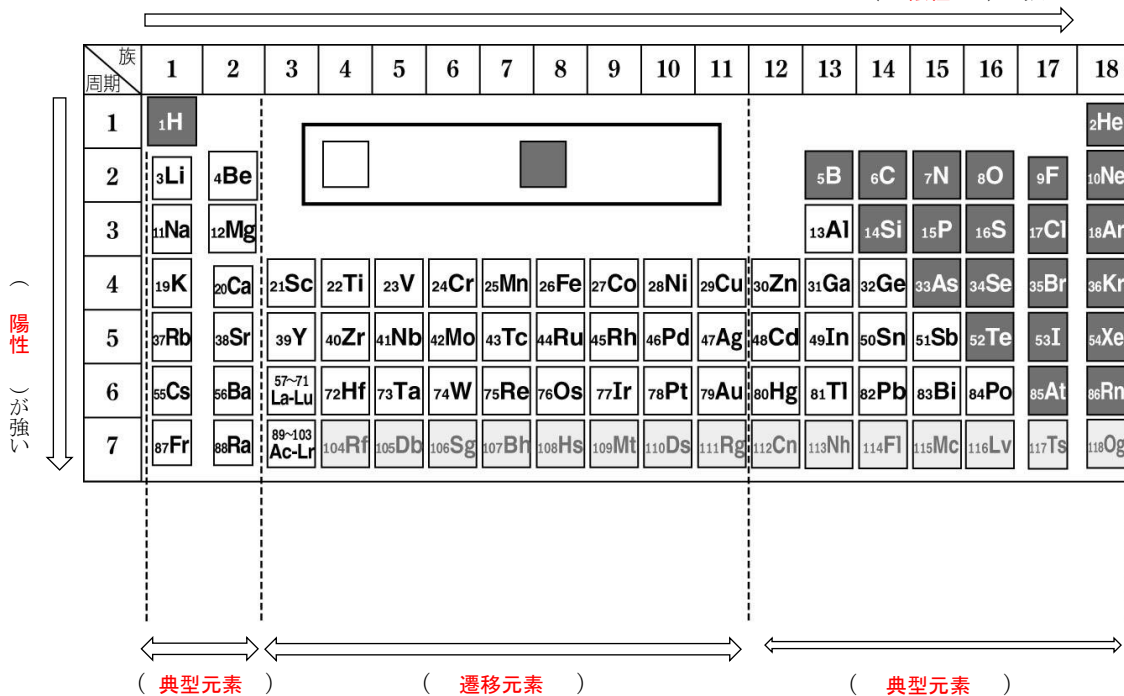 族
周期
1 2 3 4 5 6 7 8 9 10 11 12 13 14 15 16 17 18
1 1H 2He
2 3Li 4Be 5B 6C 7N 8O 9F 10Ne
3 11Na 12Mg 13Al 14Si 15P 16S 17Cl 18Ar
4 19K 20Ca 21Sc 22Ti 23V 24Cr 25Mn 26Fe 27Co 28Ni 29Cu 30Zn 31Ga 32Ge 33As 34Se 35Br 36Kr
5 37Rb 38Sr 39Y 40Zr 41Nb 42Mo 43Tc 44Ru 45Rh 46Pd 47Ag 48Cd 49In 50Sn 51Sb 52Te 53I 54Xe
6 55Cs 56Ba 57~71 La-Lu 72Hf 73Ta 74W 75Re 76Os 77Ir 78Pt 79Au 80Hg 81Tl 82Pb 83Bi 84Po 85At 86Rn
7 87Fr 88Ra 89~103 Ac-Lr 104Rf 105Db 106Sg 107Bh 108Hs 109Mt 110Ds 111Rg 112Cn 113Nh 114Fl 115Mc 116Lv 117Ts 118Og
（陽性）が強い
（ 典型元素 ） （ 遷移元素 ） （ 典型元素 ）